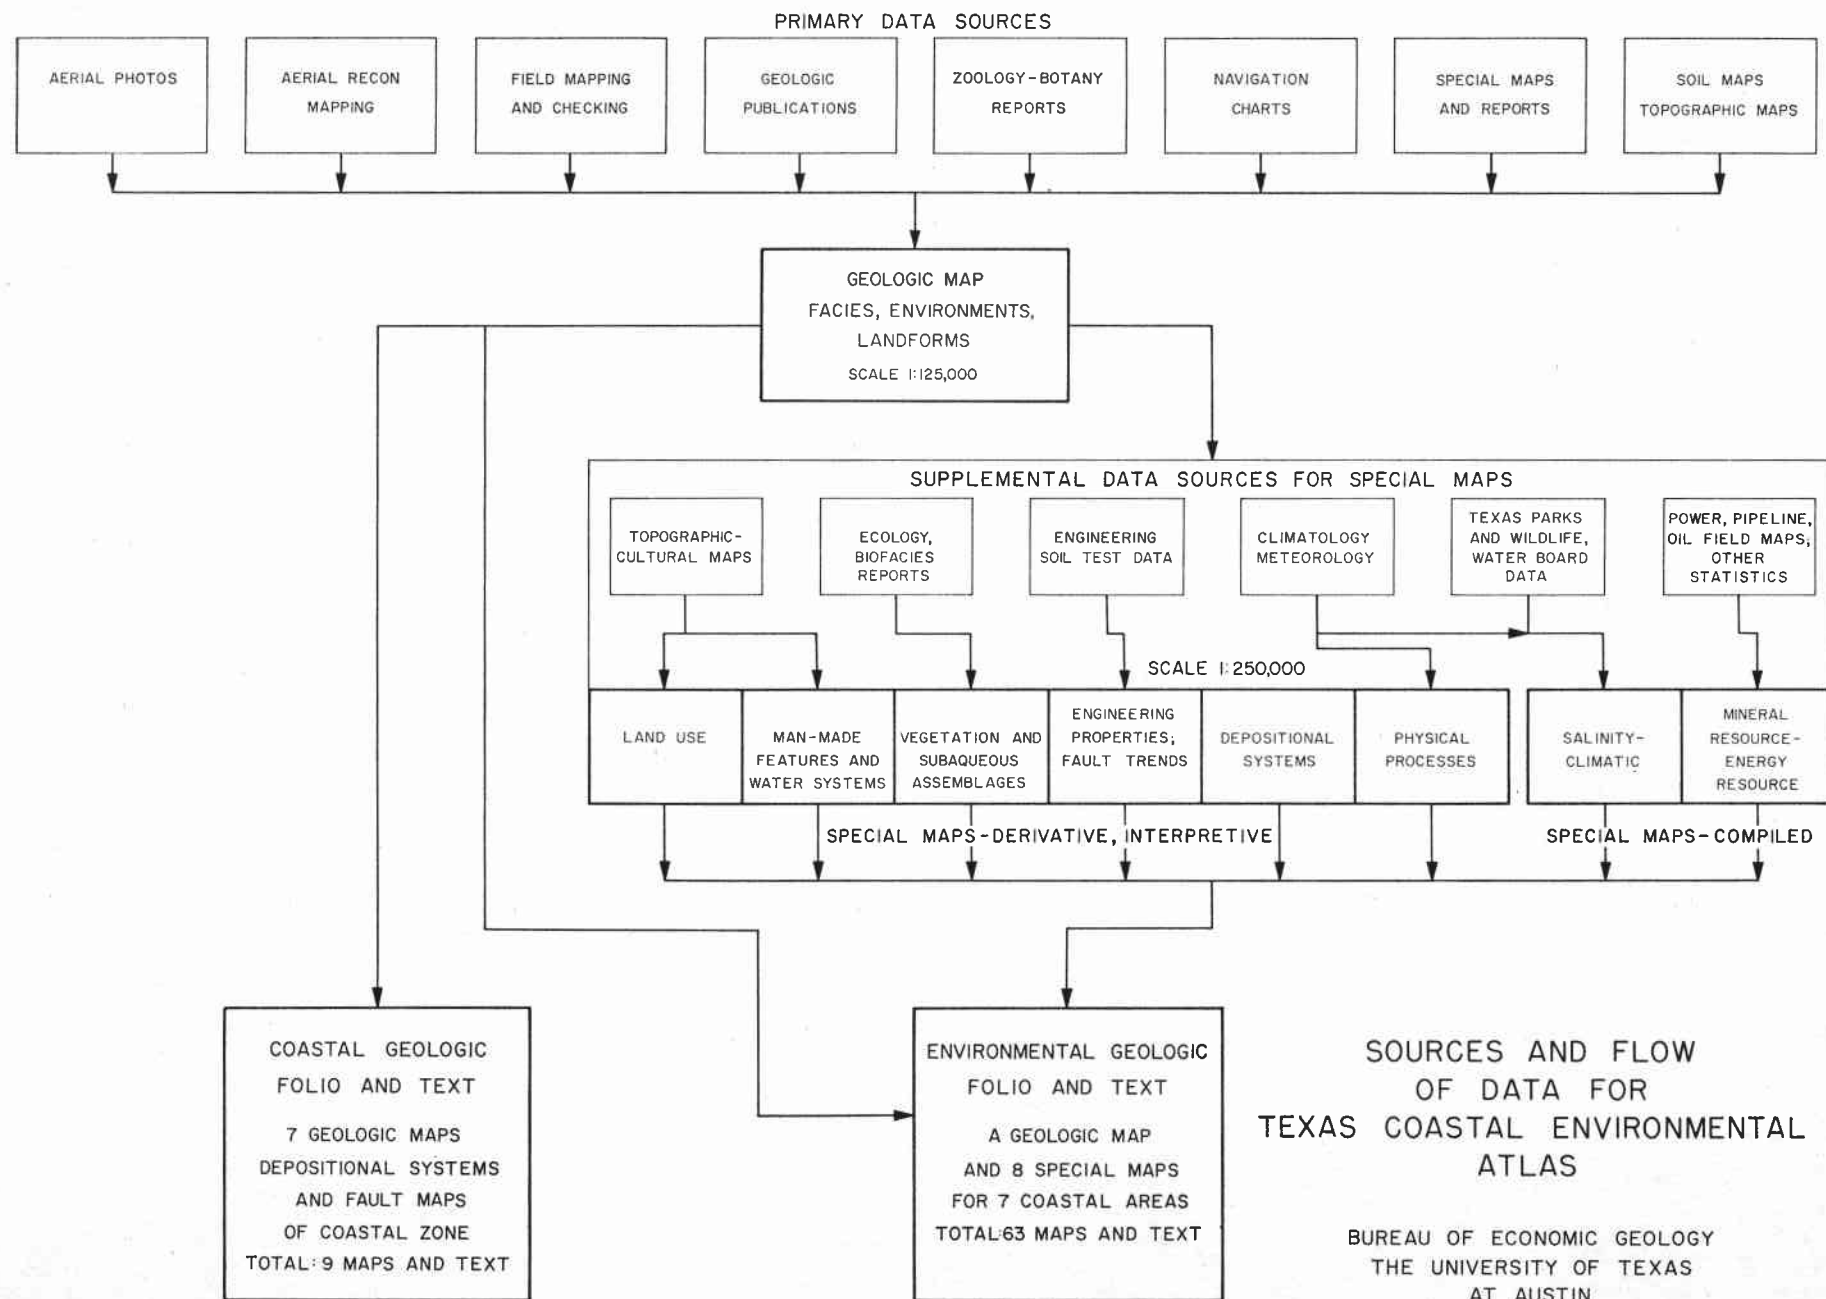 PRIMARY DATA SOURCES
AERIAL PHOTOS
AERIAL RECON
MAPPING
FIELD MAPPING
AND CHECKING
GEOLOGIC
PUBLICATIONS
ZOOLOGY-BOTANY
REPORTS
NAVIGATION
CHARTS
SPECIAL MAPS
AND REPORTS
SOIL MAPS
TOPOGRAPHIC MAPS
GEOLOGIC MAP
FACIES, ENVIRONMENTS,
LANDFORMS
SCALE 1:125,000
SUPPLEMENTAL DATA SOURCES FOR SPECIAL MAPS
TOPOGRAPHIC-
CULTURAL MAPS
ECOLOGY,
BIOFACIES
REPORTS
ENGINEERING
SOIL TEST DATA
CLIMATOLOGY
METEOROLOGY
TEXAS PARKS
AND WILDLIFE,
WATER BOARD
DATA
POWER, PIPELINE,
OIL FIELD MAPS;
OTHER
STATISTICS
SCALE 1:250,000
LAND USE
MAN-MADE
FEATURES AND
WATER SYSTEMS
VEGETATION AND
SUBAQUEOUS
ASSEMBLAGES
ENGINEERING
PROPERTIES;
FAULT TRENDS
DEPOSITIONAL
SYSTEMS
PHYSICAL
PROCESSES
SALINITY-
CLIMATIC
MINERAL
RESOURCE-
ENERGY
RESOURCE
SPECIAL MAPS-DERIVATIVE, INTERPRETIVE
SPECIAL MAPS-COMPILED
COASTAL GEOLOGIC
FOLIO AND TEXT
7 GEOLOGIC MAPS
DEPOSITIONAL SYSTEMS
AND FAULT MAPS
OF COASTAL ZONE
TOTAL: 9 MAPS AND TEXT
ENVIRONMENTAL GEOLOGIC
FOLIO AND TEXT
A GEOLOGIC MAP
AND 8 SPECIAL MAPS
FOR 7 COASTAL AREAS
TOTAL:63 MAPS AND TEXT
SOURCES AND FLOW
OF DATA FOR
TEXAS COASTAL ENVIRONMENTAL
ATLAS
BUREAU OF ECONOMIC GEOLOGY
THE UNIVERSITY OF TEXAS
AT AUSTIN